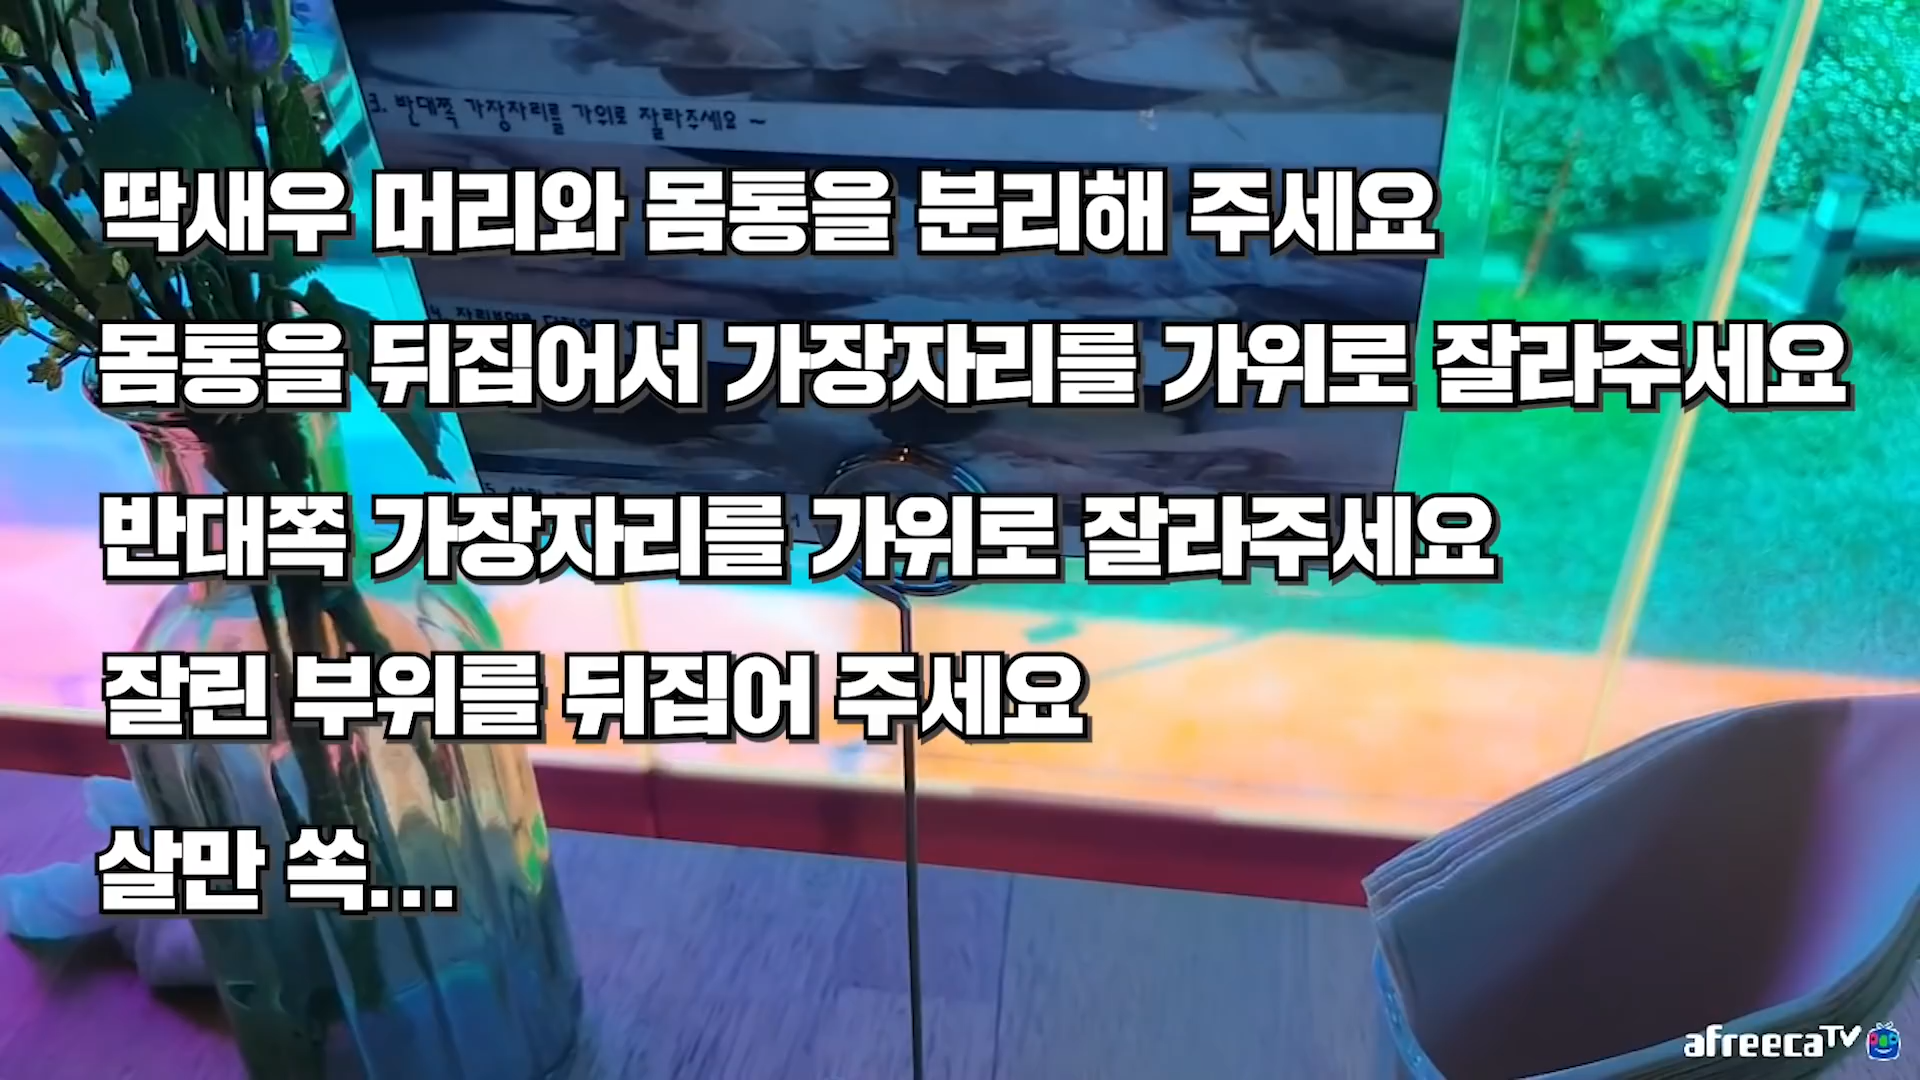 3. 반대쪽 가장자리를 가위로 잘라주세요 ~
딱새우 머리와 몸통을 분리해 주세요
몸통을 뒤집어서 가장자리를 가위로 잘라주세요
반대쪽 가장자리를 가위로 잘라주세요
잘린 부위를 뒤집어 주세요
살만 쏙...
afreecaTV